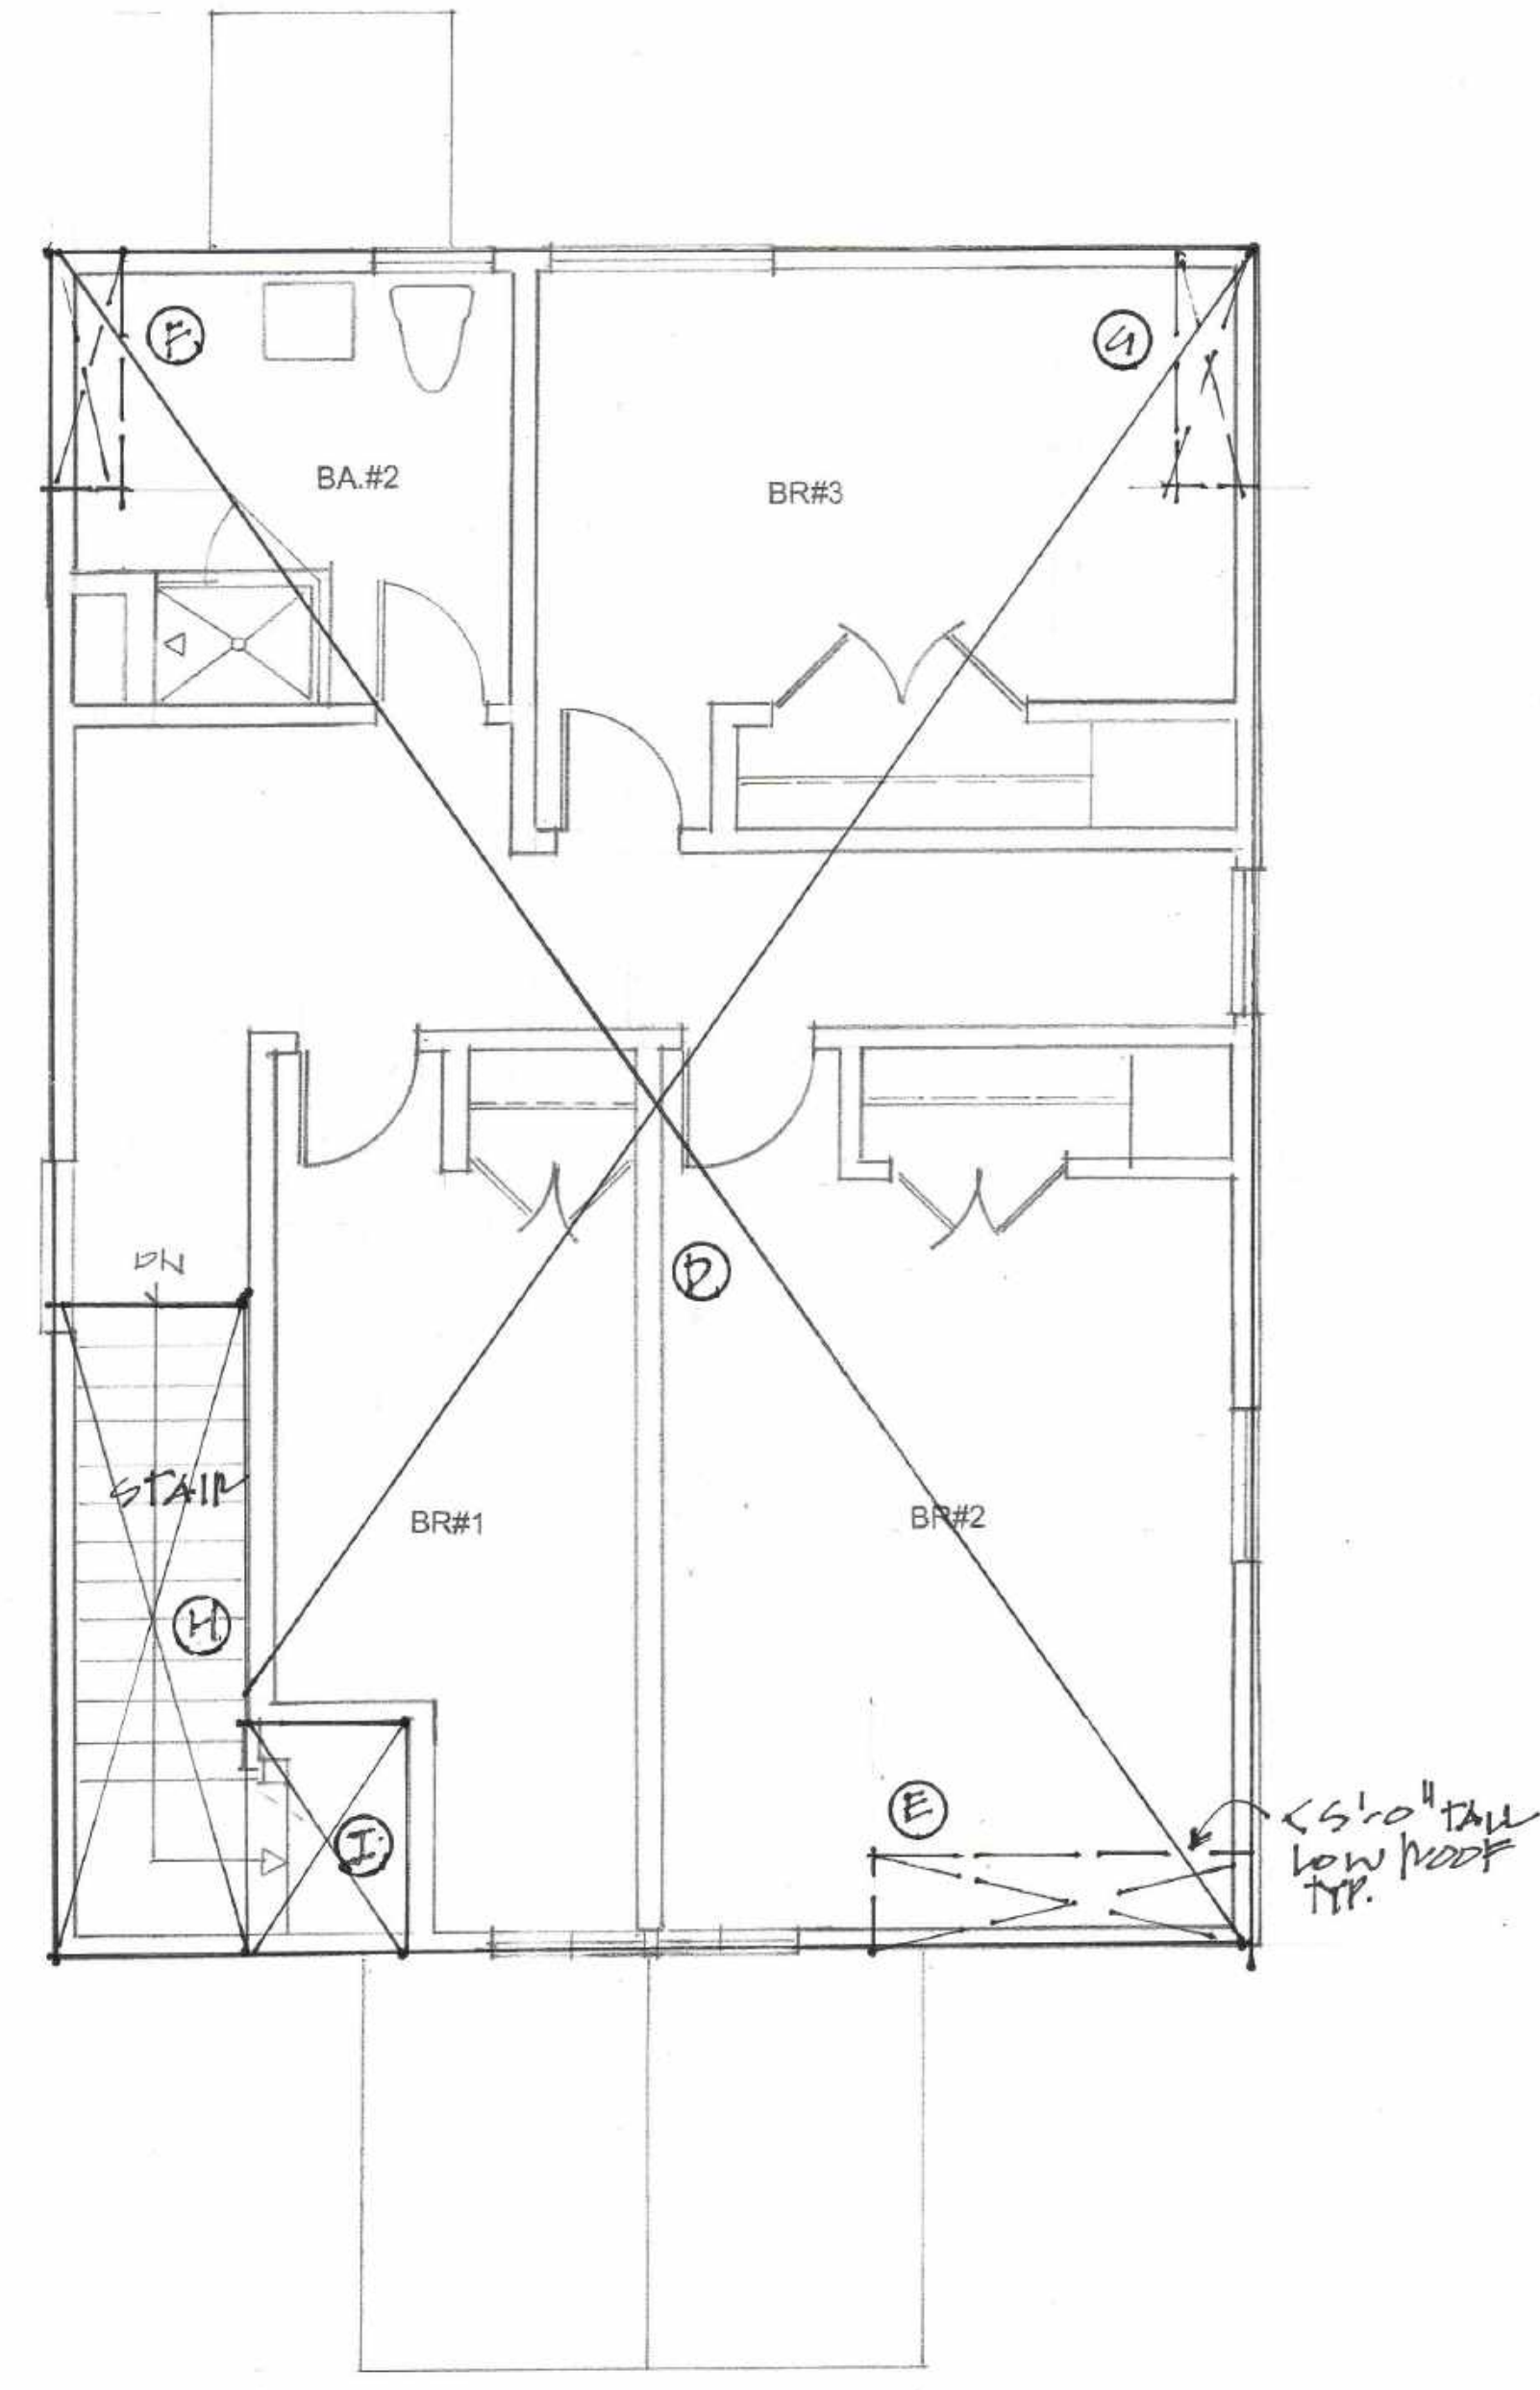 F
G
BA.#2
BR#3
DN
D
STAIR
BR#1
BR#2
H
E
< 5'-0" TALL
LOW ROOF
TYP.
I